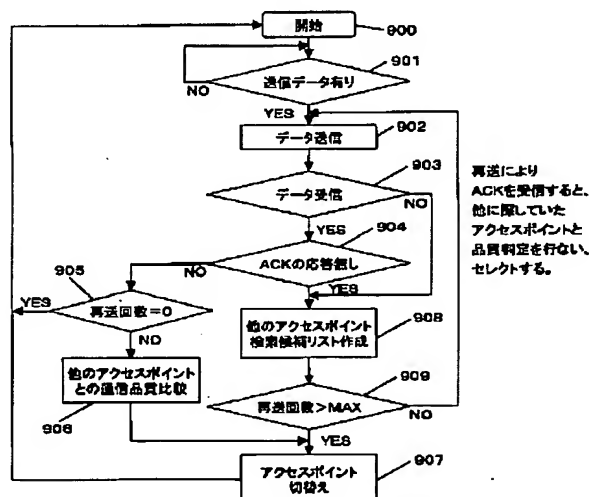 開始
900
901
送信データ有り
NO
YES
902
データ送信
903
データ受信
NO
再送により
ACKを受信すると、
他に探していた
アクセスポイントと
品質判定を行ない、
セレクトする。
904
YES
ACKの応答無し
NO
905
YES
再送回数=0
他のアクセスポイント
検索候補リスト作成
908
NO
他のアクセスポイント
との通信品質比較
906
909
再送回数>MAX
NO
YES
アクセスポイント
切替え
907